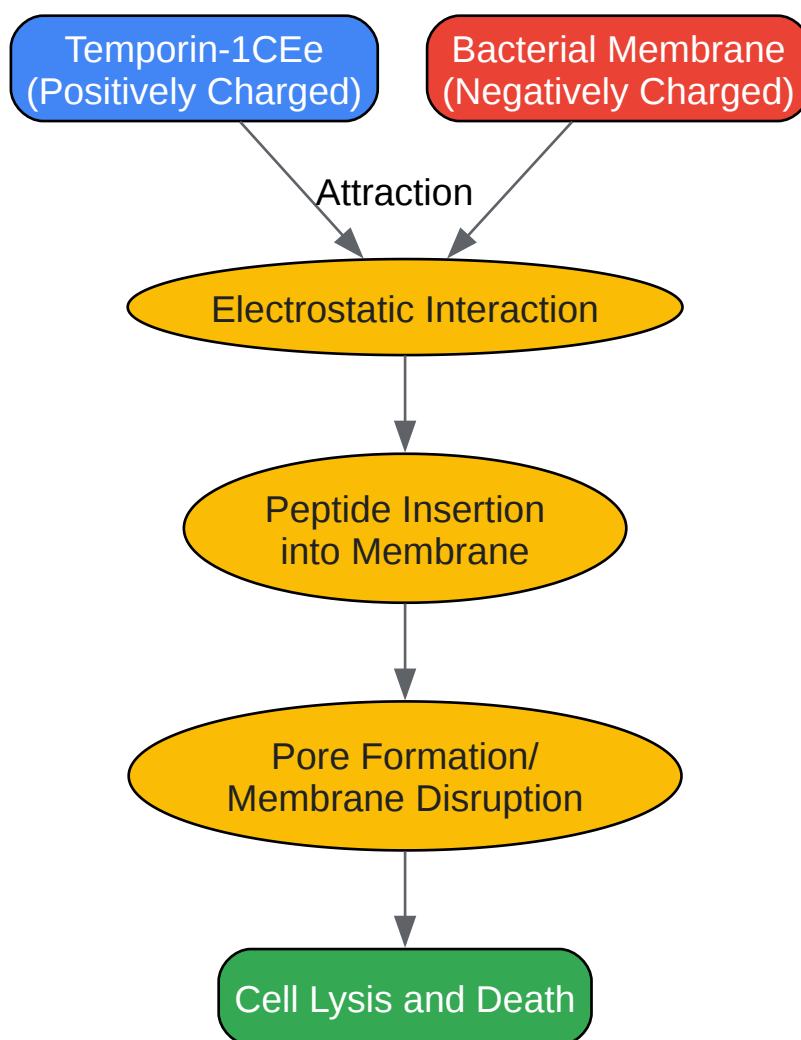 Temporin-1CEe
(Positively Charged)
Bacterial Membrane
(Negatively Charged)
Attraction
Electrostatic Interaction
Peptide Insertion
into Membrane
Pore Formation/
Membrane Disruption
Cell Lysis and Death